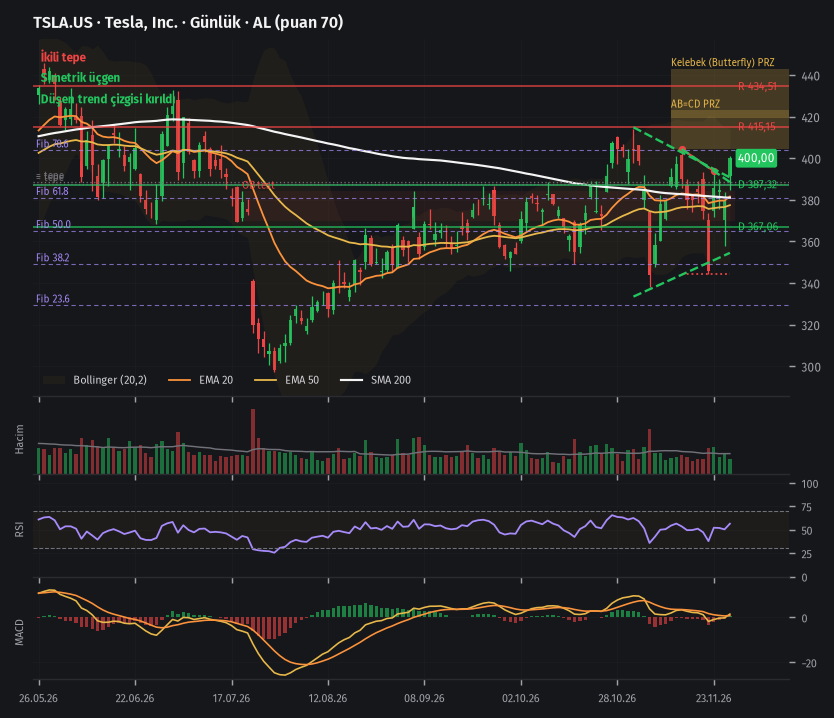 TSLA.US · Tesla, Inc. · Günlük · AL (puan 70)
İkili tepe
Simetrik üçgen
Düşen trend çizgisi kırıldı
Kelebek (Butterfly) PRZ
AB=CD PRZ
R 434,51
R 415,15
400,00
D 387,32
D 367,06
Fib 78.6
Fib 61.8
Fib 50.0
Fib 38.2
Fib 23.6
440
420
400
380
360
340
320
300
Bollinger (20,2)
EMA 20
EMA 50
SMA 200
Hacim
RSI
100
75
50
25
0
MACD
0
−20
26.05.26
22.06.26
17.07.26
12.08.26
08.09.26
02.10.26
28.10.26
23.11.26